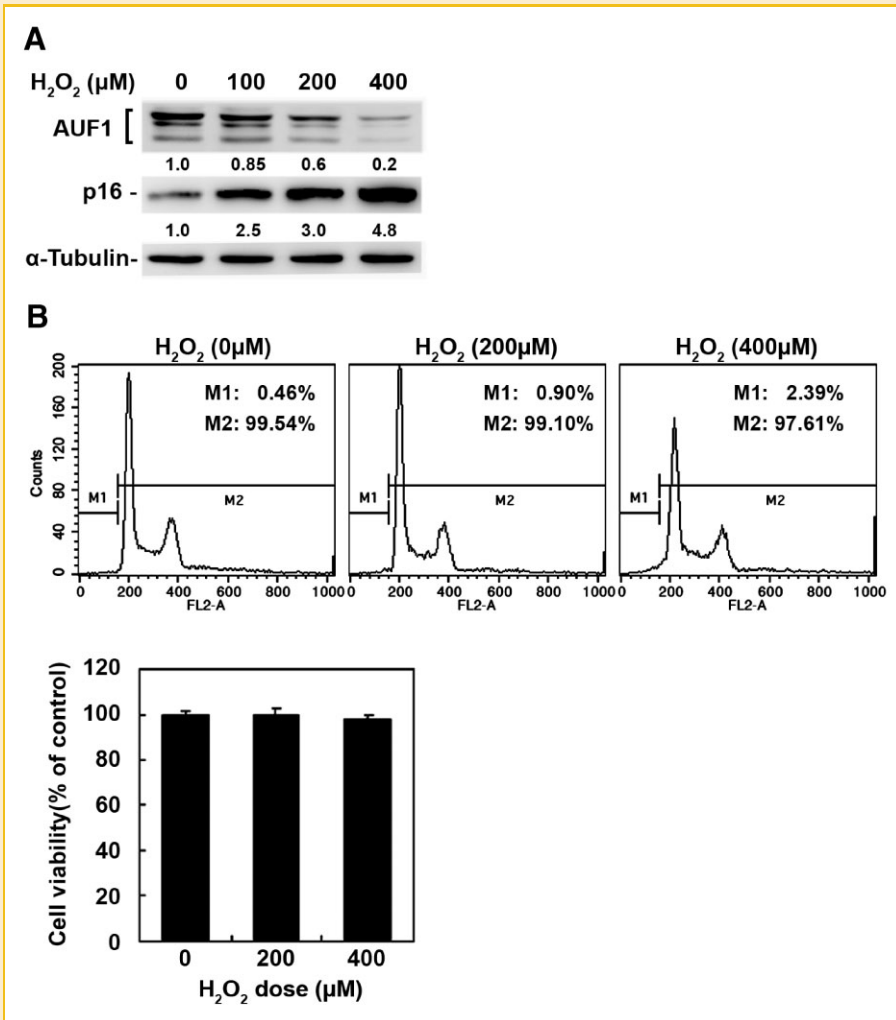 A
H₂O₂ (µM) 0 100 200 400
AUF1
1.0 0.85 0.6 0.2
p16 -
1.0 2.5 3.0 4.8
α-Tubulin-
B
H₂O₂ (0µM) H₂O₂ (200µM) H₂O₂ (400µM)
M1: 0.46%
M2: 99.54%
M1
M2
Counts
0 40 80 120 160 200
0 200 400 600 800 1000
FL2-A
M1: 0.90%
M2: 99.10%
M1
M2
0 200 400 600 800 1000
FL2-A
M1: 2.39%
M2: 97.61%
M1
M2
0 200 400 600 800 1000
FL2-A
Cell viability(% of control)
120
100
80
60
40
20
0
0 200 400
H₂O₂ dose (µM)